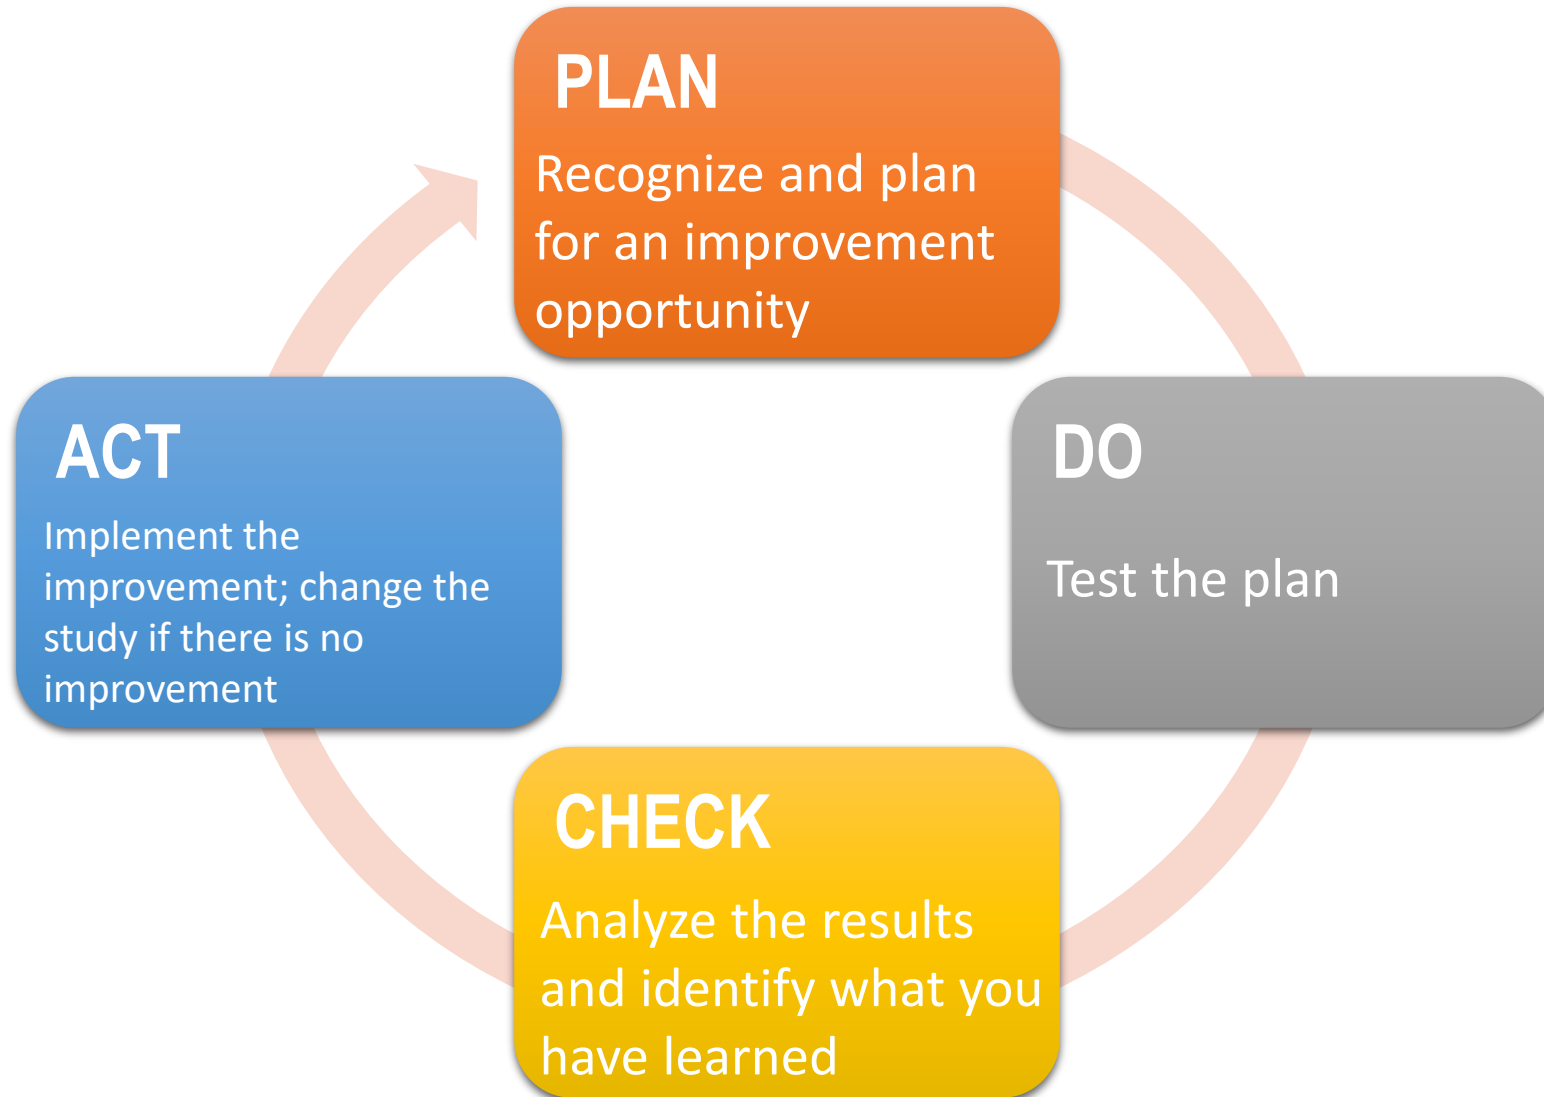 PLAN
Recognize and plan
for an improvement
opportunity
DO
Test the plan
CHECK
Analyze the results
and identify what you
have learned
ACT
Implement the
improvement; change the
study if there is no
improvement